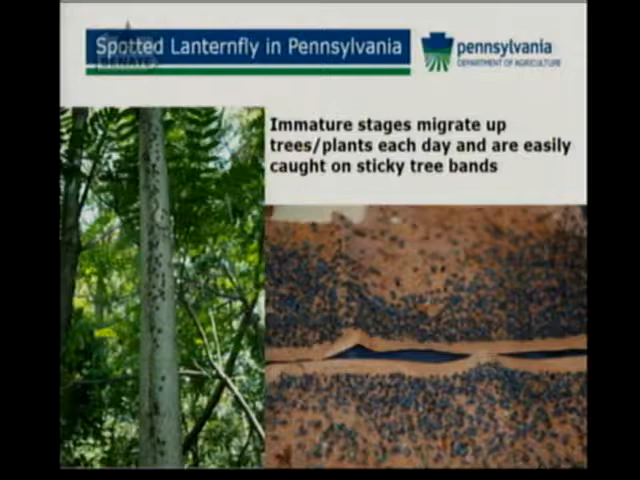 Spotted Lanternfly in Pennsylvania
SENATE
pennsylvania
DEPARTMENT OF AGRICULTURE
Immature stages migrate up
trees/plants each day and are easily
caught on sticky tree bands